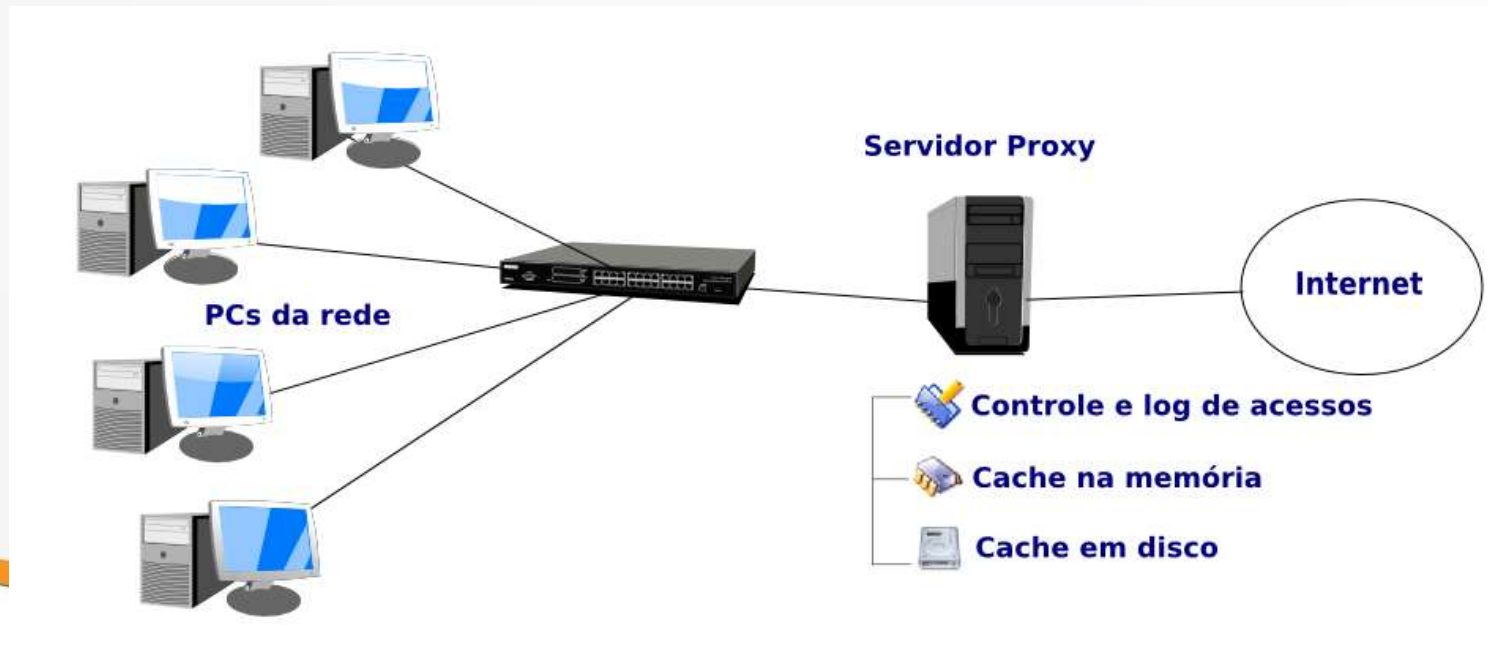 Servidor Proxy
Internet
PCs da rede
Controle e log de acessos
Cache na memória
Cache em disco